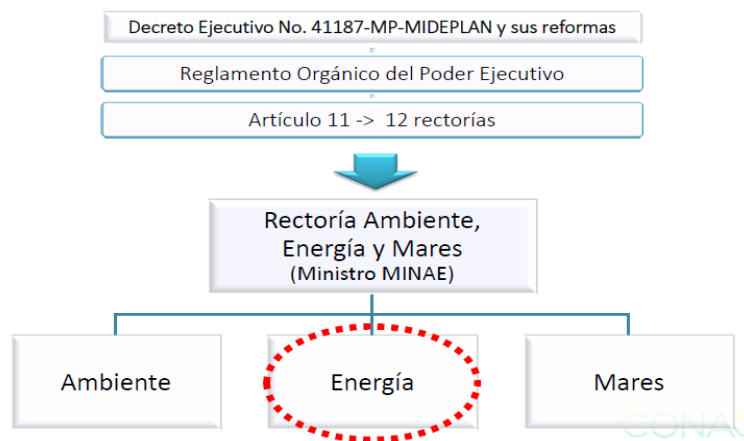 Decreto Ejecutivo No. 41187-MP-MIDEPLAN y sus reformas
Reglamento Orgánico del Poder Ejecutivo
Artículo 11 -> 12 rectorías
Rectoría Ambiente,
Energía y Mares
(Ministro MINAE)
Ambiente
Energía
Mares